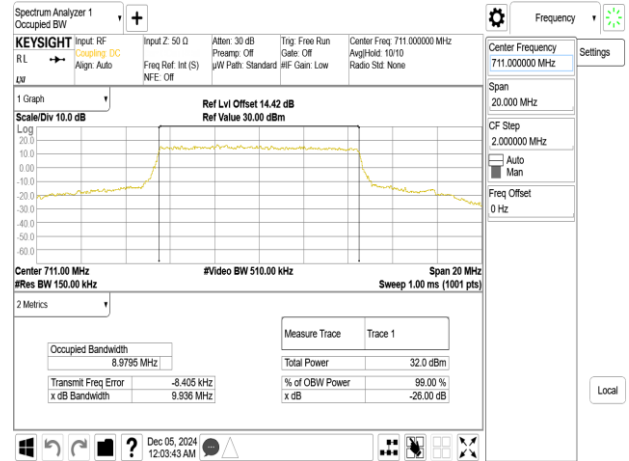 Spectrum Analyzer 1
Occupied BW
KEYSIGHT
RL
Input: RF
Coupling: DC
Align: Auto
Input Z: 50 Ω
Freq Ref: Int (S)
NFE: Off
Atten: 30 dB
Preamp: Off
µW Path: Standard
Trig: Free Run
Gate: Off
#IF Gain: Low
Center Freq: 711.000000 MHz
Avg|Hold: 10/10
Radio Std: None
1 Graph
Scale/Div 10.0 dB
Ref Lvl Offset 14.42 dB
Ref Value 30.00 dBm
Log
20.0
10.0
0.00
-10.0
-20.0
-30.0
-40.0
-50.0
-60.0
Center 711.00 MHz
#Video BW 510.00 kHz
Span 20 MHz
#Res BW 150.00 kHz
Sweep 1.00 ms (1001 pts)
2 Metrics
Measure Trace Trace 1
Occupied Bandwidth
8.9795 MHz
Total Power 32.0 dBm
Transmit Freq Error -8.405 kHz
% of OBW Power 99.00 %
x dB Bandwidth 9.936 MHz
x dB -26.00 dB
?
Dec 05, 2024
12:03:43 AM
Frequency
Center Frequency
711.000000 MHz
Settings
Span
20.000 MHz
CF Step
2.000000 MHz
Auto
Man
Freq Offset
0 Hz
Local